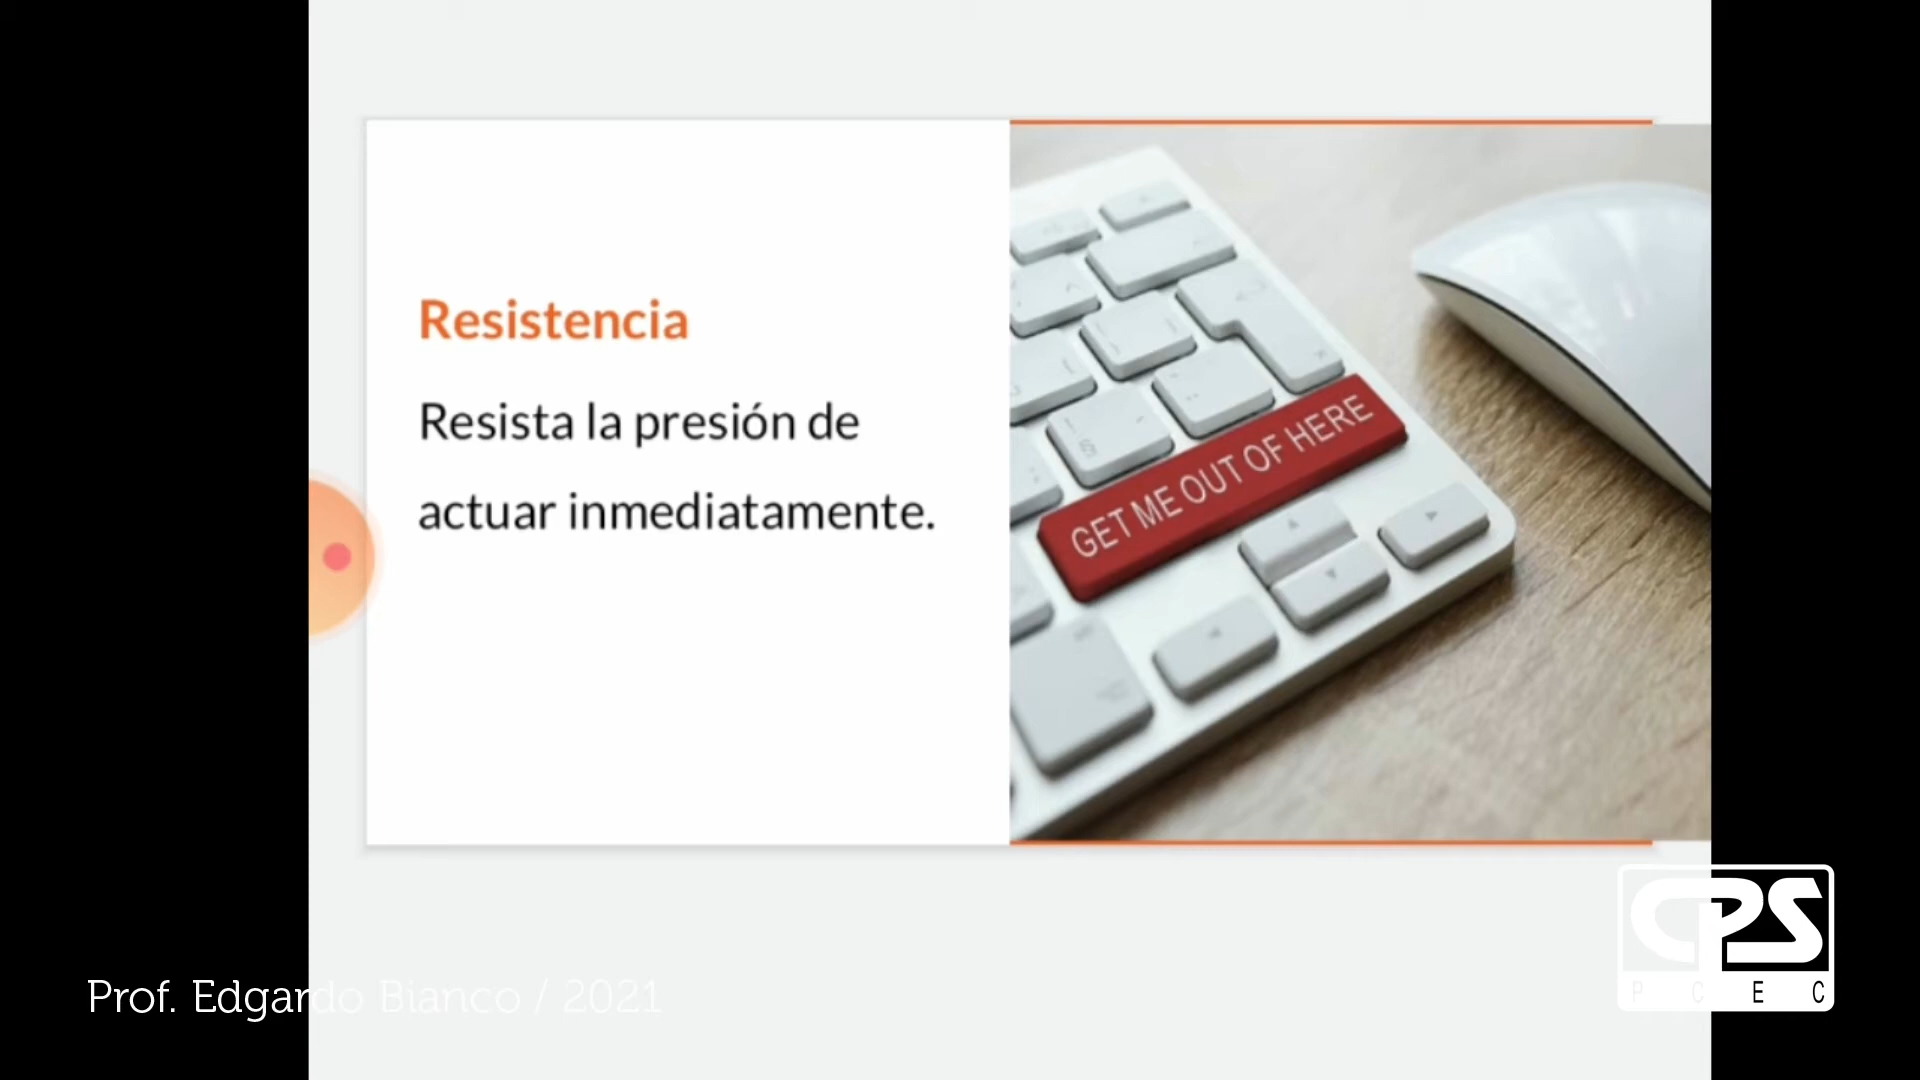 Resistencia
Resista la presión de
actuar inmediatamente.
GET ME OUT OF HERE
CPS
P C E C
Prof. Edgardo Bianco / 2021